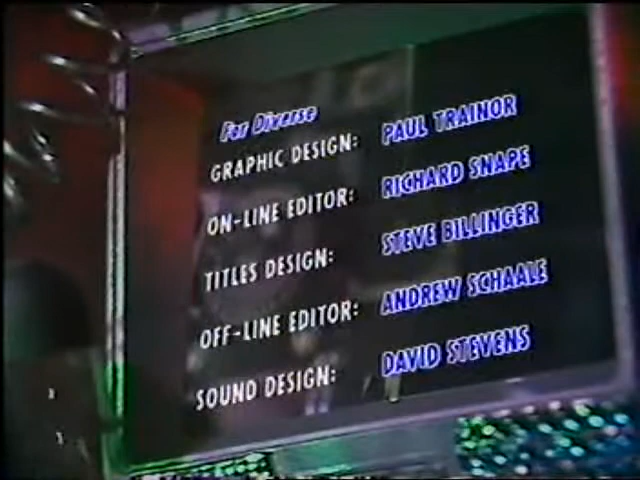 For Diverse
GRAPHIC DESIGN: PAUL TRAINOR
ON-LINE EDITOR: RICHARD SNAPE
TITLES DESIGN: STEVE BILLINGER
OFF-LINE EDITOR: ANDREW SCHAALE
SOUND DESIGN: DAVID STEVENS